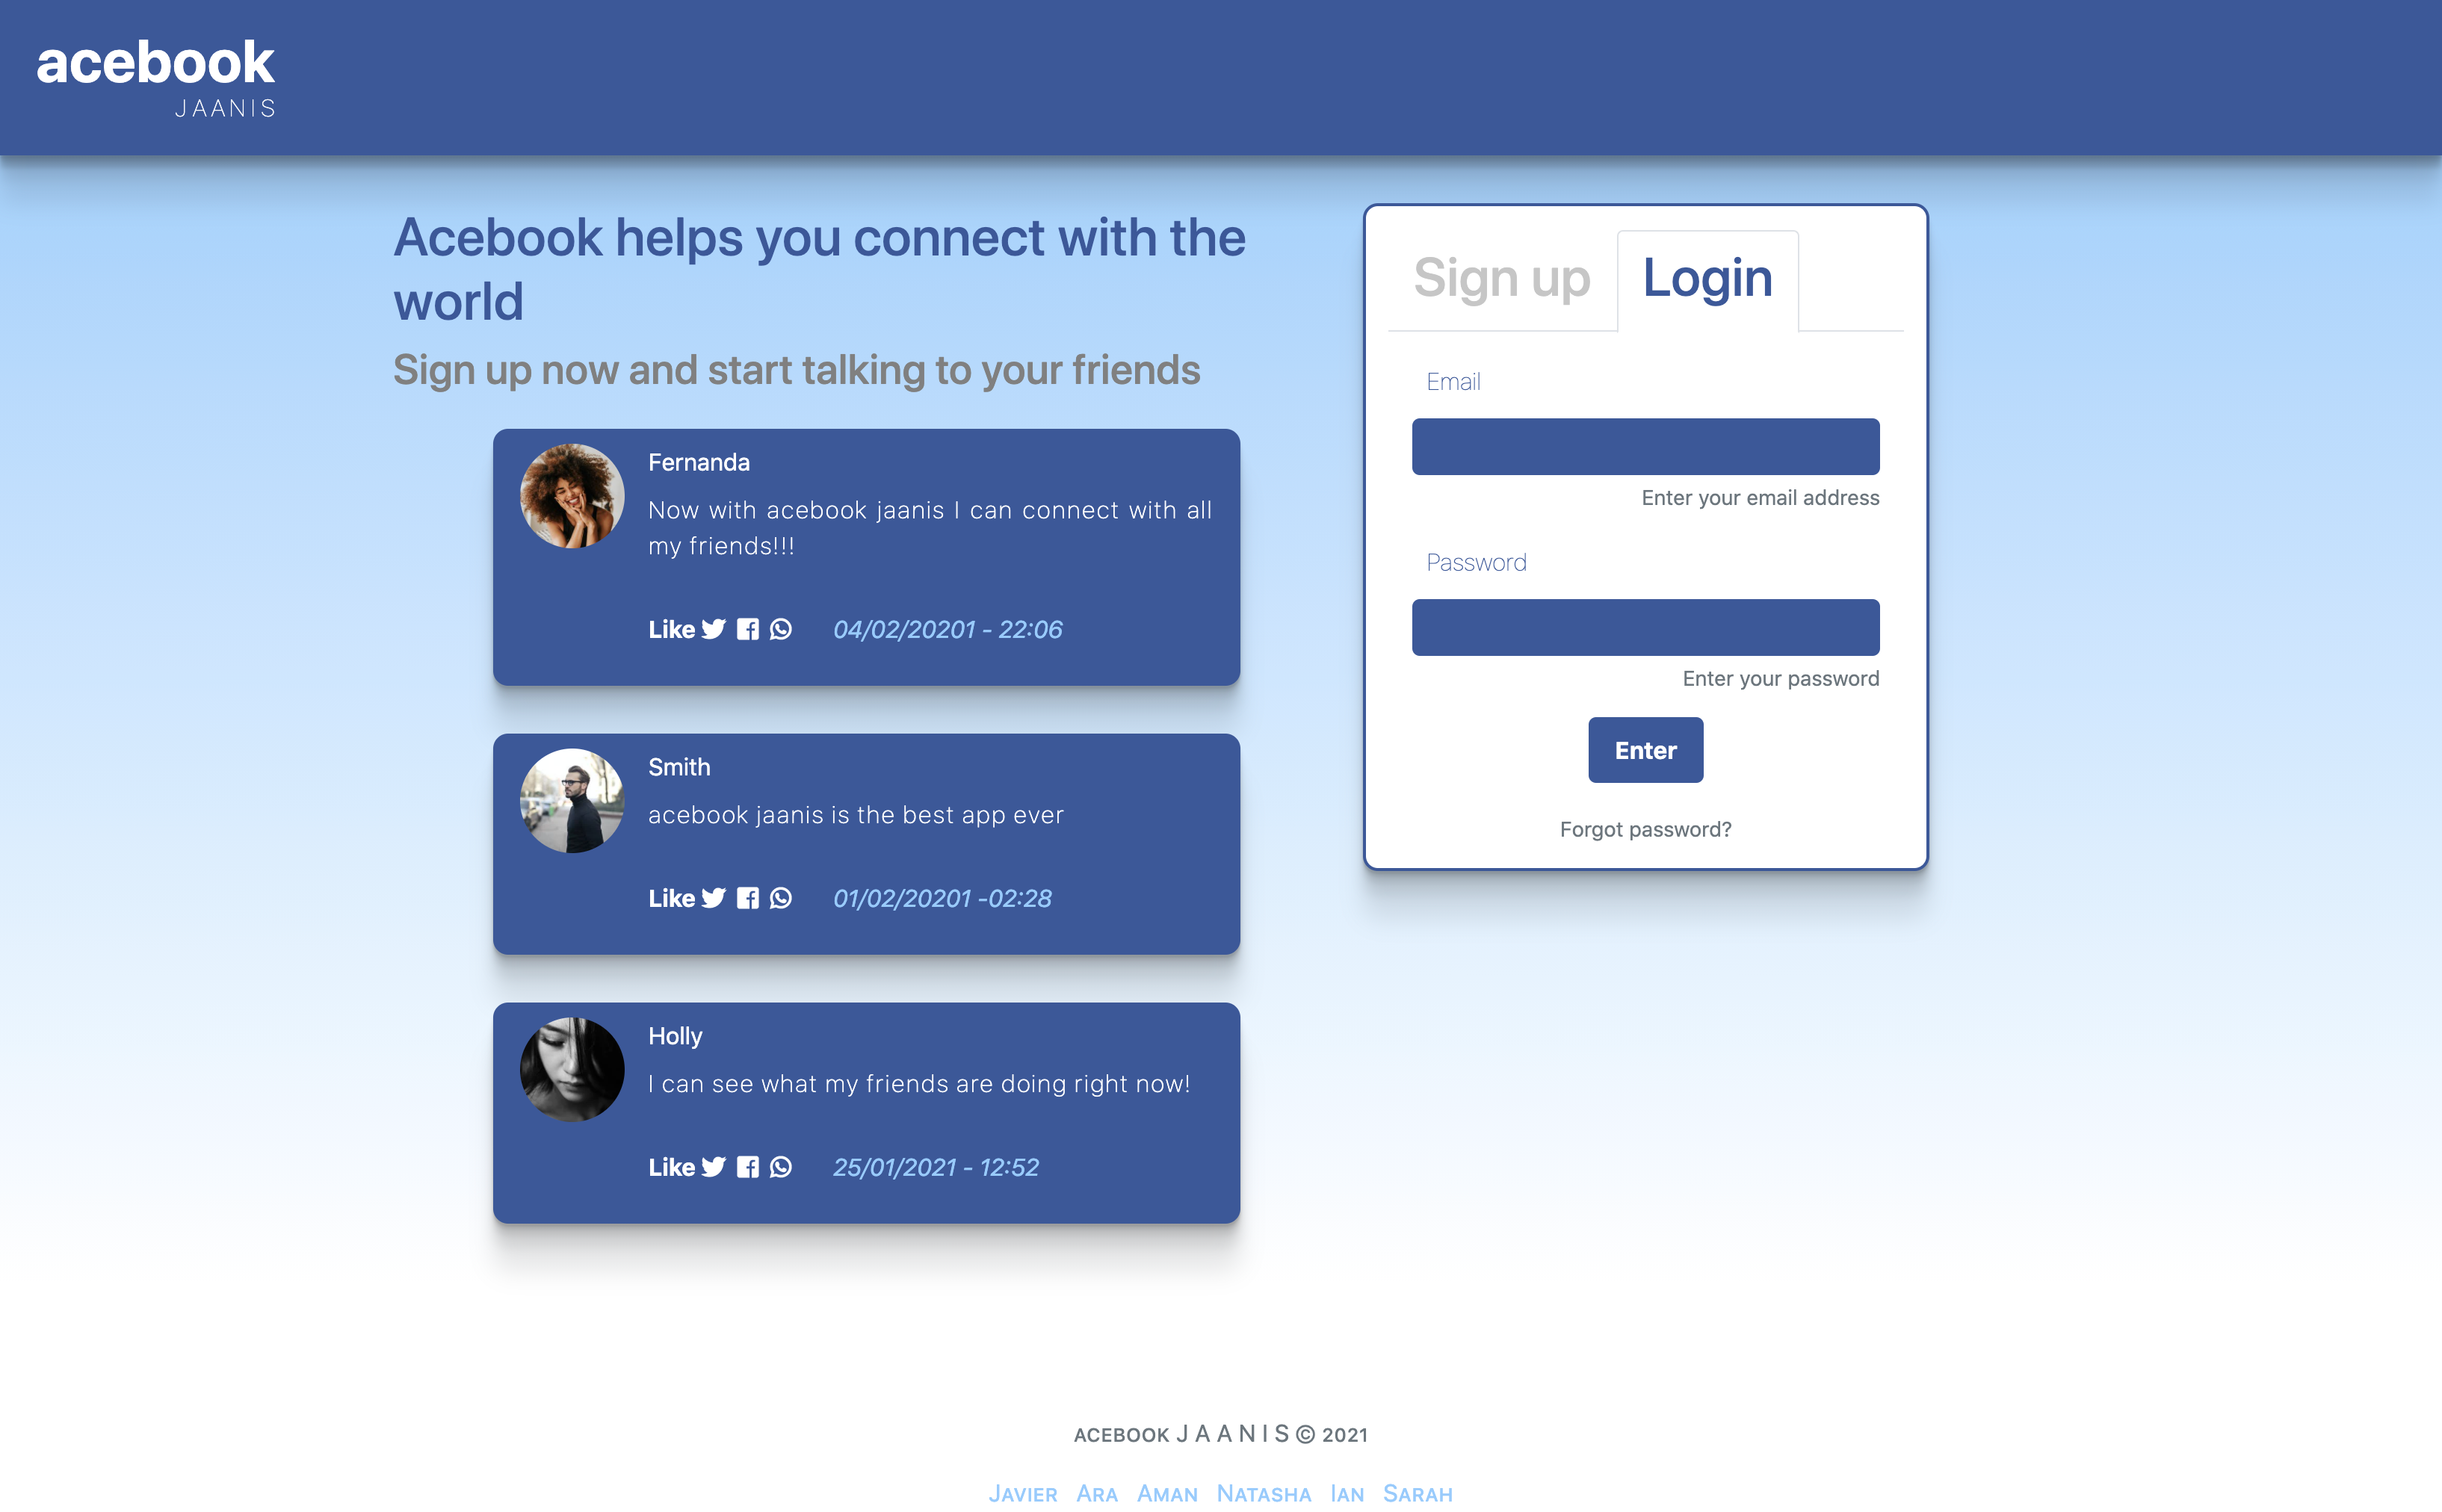 acebook
JAANIS
Acebook helps you connect with the
world
Sign up now and start talking to your friends
Fernanda
Now with acebook jaanis I can connect with all
my friends!!!
Like 04/02/20201 - 22:06
Smith
acebook jaanis is the best app ever
Like 01/02/20201 -02:28
Holly
I can see what my friends are doing right now!
Like 25/01/2021 - 12:52
Sign up Login
Email
Enter your email address
Password
Enter your password
Enter
Forgot password?
ACEBOOK JAANIS © 2021
JAVIER ARA AMAN NATASHA IAN SARAH